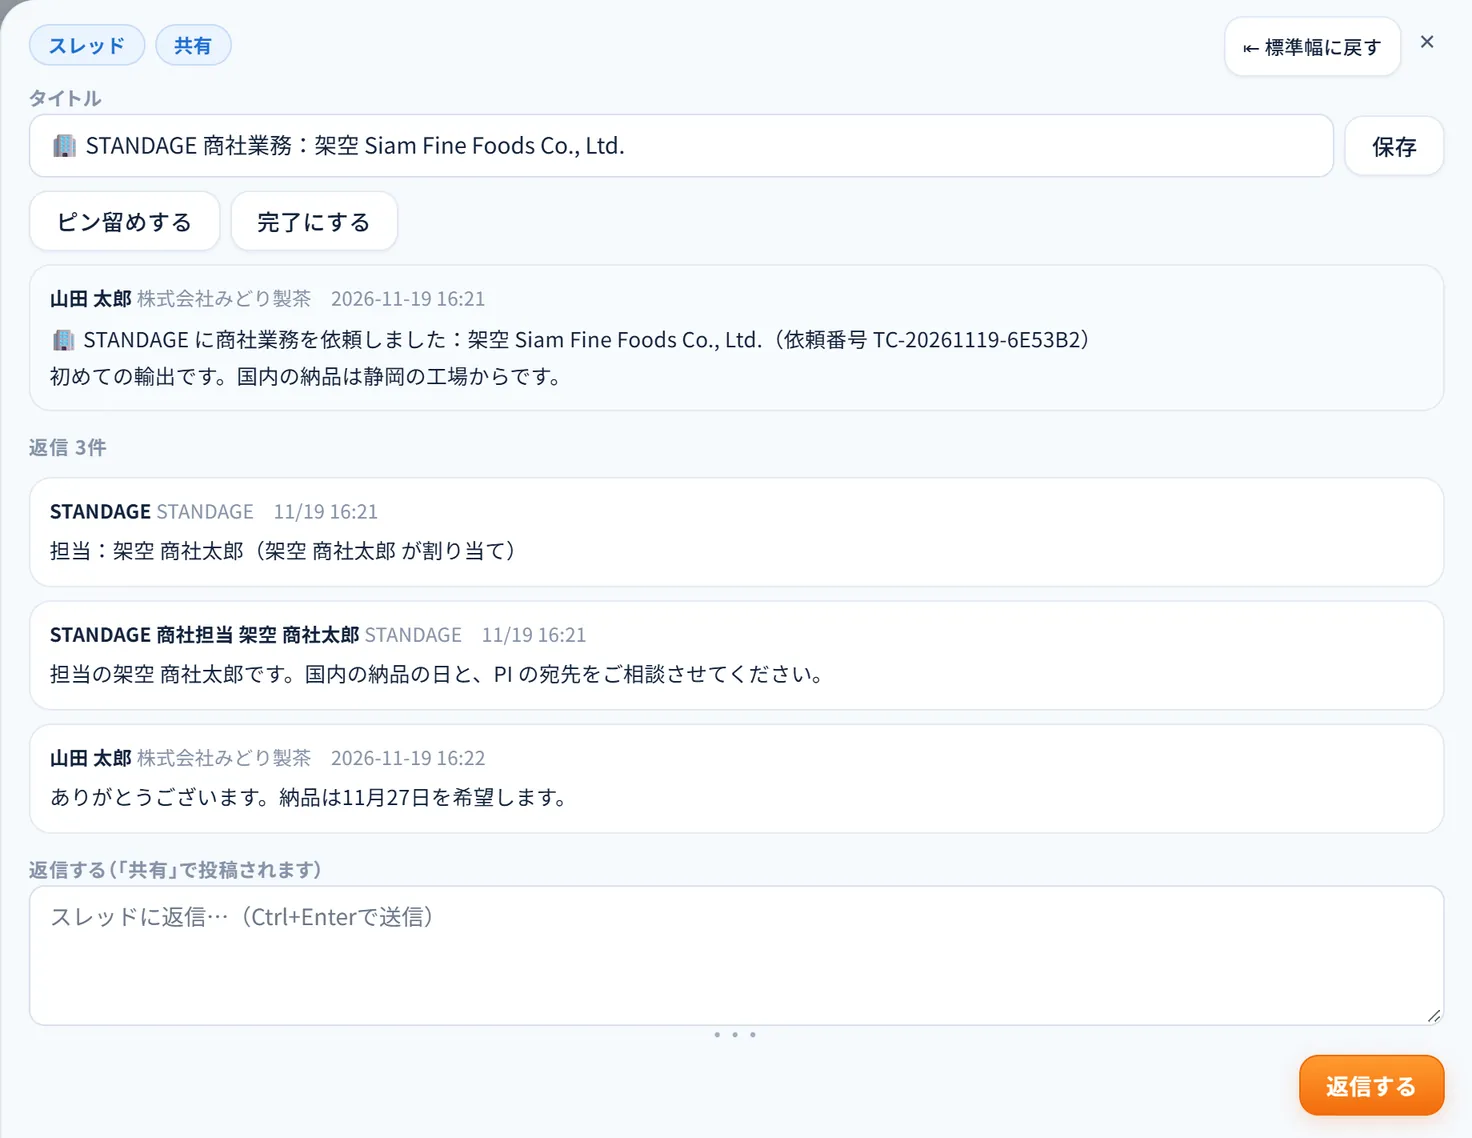 スレッド 共有
⇤ 標準幅に戻す ×
タイトル
🏢 STANDAGE 商社業務：架空 Siam Fine Foods Co., Ltd.
保存
ピン留めする 完了にする
山田 太郎 株式会社みどり製茶 2026-11-19 16:21
🏢 STANDAGE に商社業務を依頼しました：架空 Siam Fine Foods Co., Ltd.（依頼番号 TC-20261119-6E53B2）
初めての輸出です。国内の納品は静岡の工場からです。
返信 3件
STANDAGE STANDAGE 11/19 16:21
担当：架空 商社太郎（架空 商社太郎 が割り当て）
STANDAGE 商社担当 架空 商社太郎 STANDAGE 11/19 16:21
担当の架空 商社太郎です。国内の納品の日と、PI の宛先をご相談させてください。
山田 太郎 株式会社みどり製茶 2026-11-19 16:22
ありがとうございます。納品は11月27日を希望します。
返信する（「共有」で投稿されます）
スレッドに返信…（Ctrl+Enterで送信）
返信する